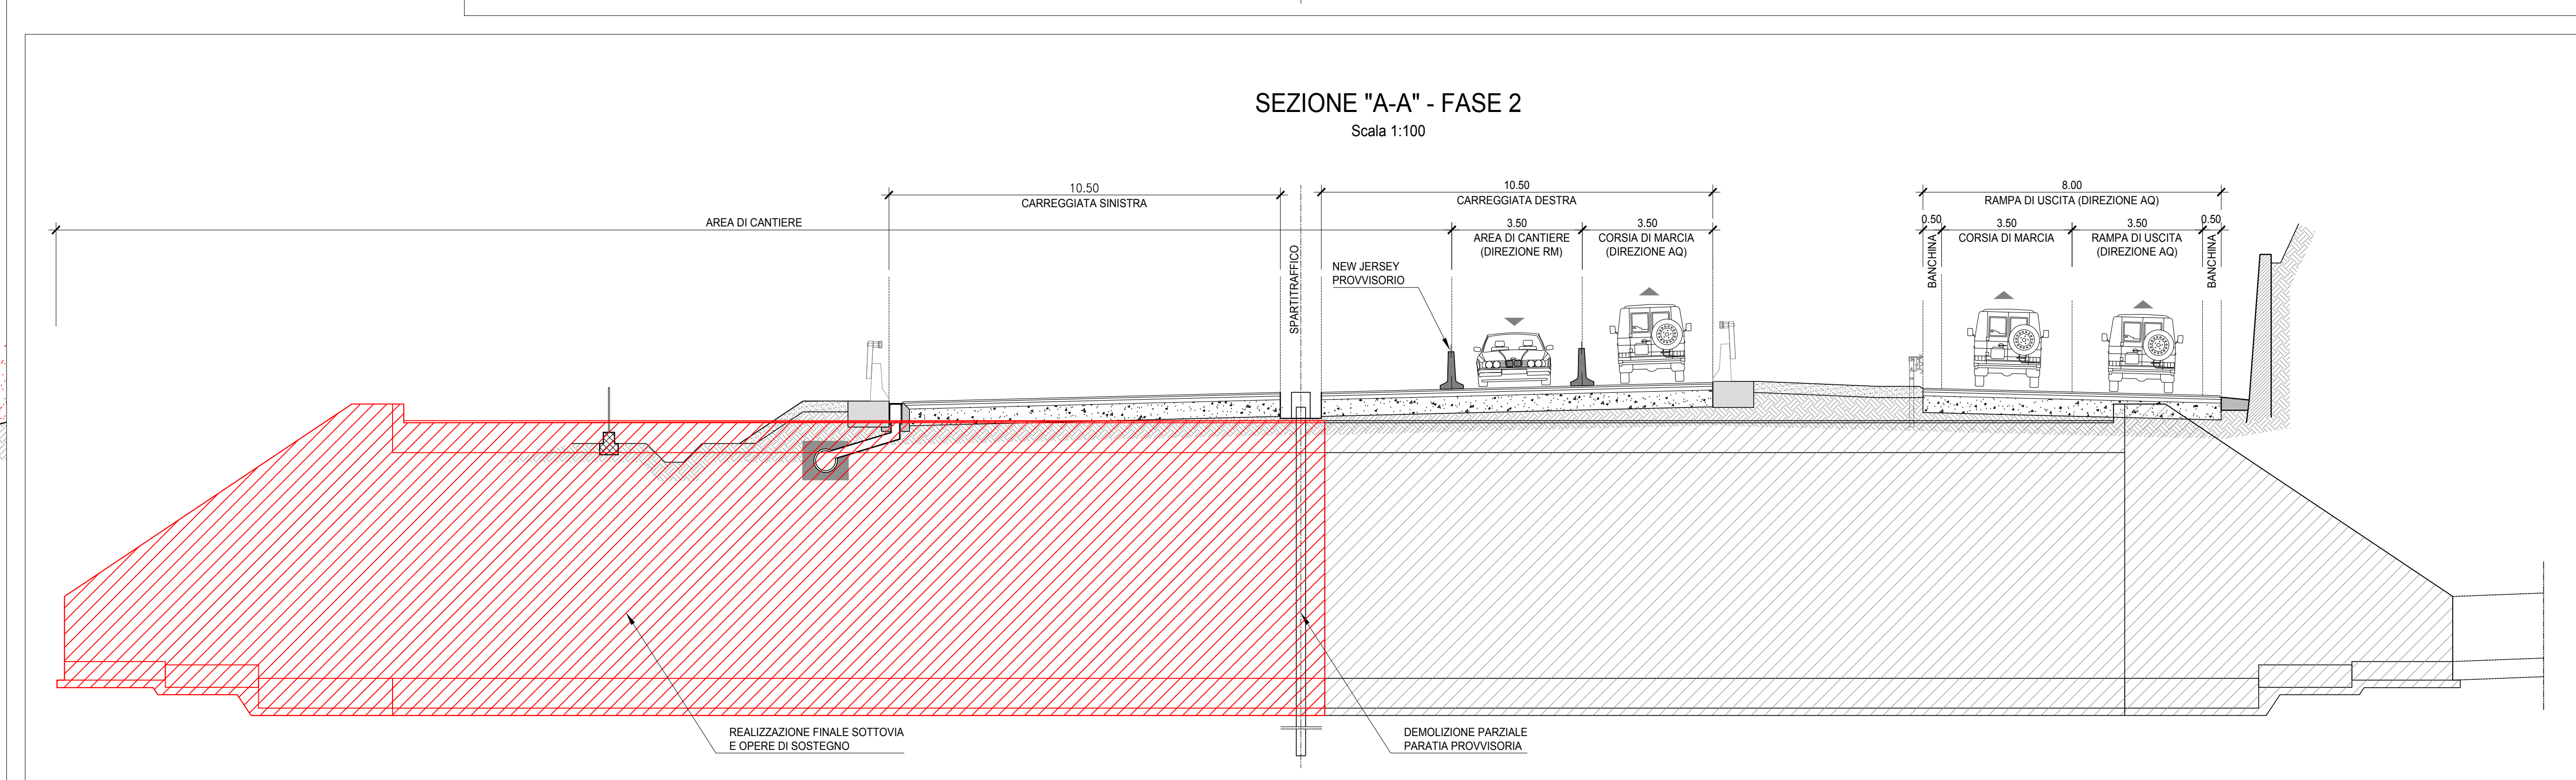 SEZIONE "A-A" - FASE 2
Scala 1:100
10.50
CARREGGIATA SINISTRA
10.50
CARREGGIATA DESTRA
8.00
RAMPA DI USCITA (DIREZIONE AQ)
AREA DI CANTIERE
3.50
AREA DI CANTIERE
(DIREZIONE RM)
3.50
CORSIA DI MARCIA
(DIREZIONE AQ)
0.50
BANCHINA
3.50
CORSIA DI MARCIA
3.50
RAMPA DI USCITA
(DIREZIONE AQ)
0.50
BANCHINA
SPARTITRAFFICO
NEW JERSEY
PROVVISORIO
REALIZZAZIONE FINALE SOTTOVIA
E OPERE DI SOSTEGNO
DEMOLIZIONE PARZIALE
PARATIA PROVVISORIA